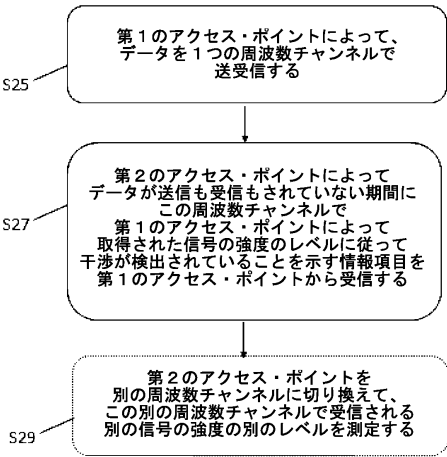 第１のアクセス・ポイントによって、
データを１つの周波数チャンネルで
送受信する
S25
第２のアクセス・ポイントによって
データが送信も受信もされていない期間に
この周波数チャンネルで
第１のアクセス・ポイントによって
取得された信号の強度のレベルに従って
干渉が検出されていることを示す情報項目を
第１のアクセス・ポイントから受信する
S27
第２のアクセス・ポイントを
別の周波数チャンネルに切り換えて、
この別の周波数チャンネルで受信される
別の信号の強度の別のレベルを測定する
S29